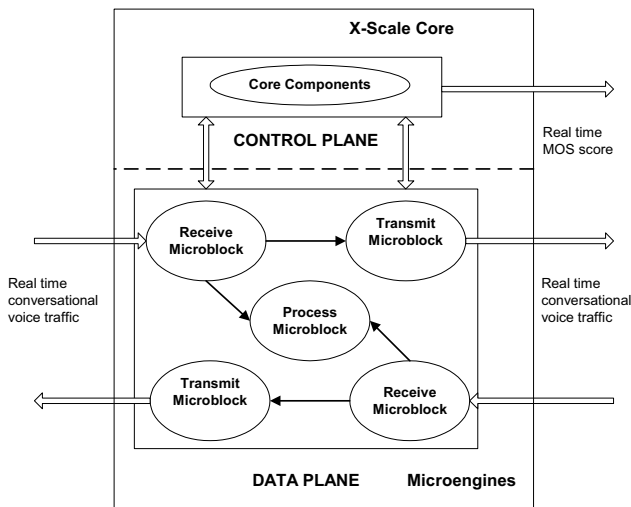 X-Scale Core
Core Components
CONTROL PLANE
Real time
MOS score
Receive
Microblock
Transmit
Microblock
Real time
conversational
voice traffic
Process
Microblock
Real time
conversational
voice traffic
Transmit
Microblock
Receive
Microblock
DATA PLANE
Microengines